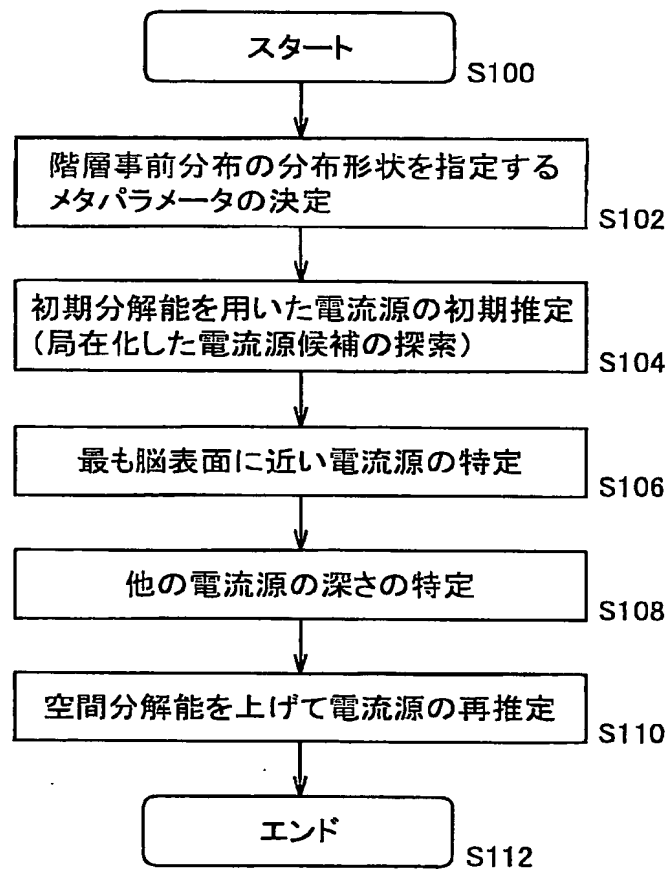 スタート
S100
階層事前分布の分布形状を指定する
メタパラメータの決定
S102
初期分解能を用いた電流源の初期推定
(局在化した電流源候補の探索)
S104
最も脳表面に近い電流源の特定
S106
他の電流源の深さの特定
S108
空間分解能を上げて電流源の再推定
S110
エンド
S112